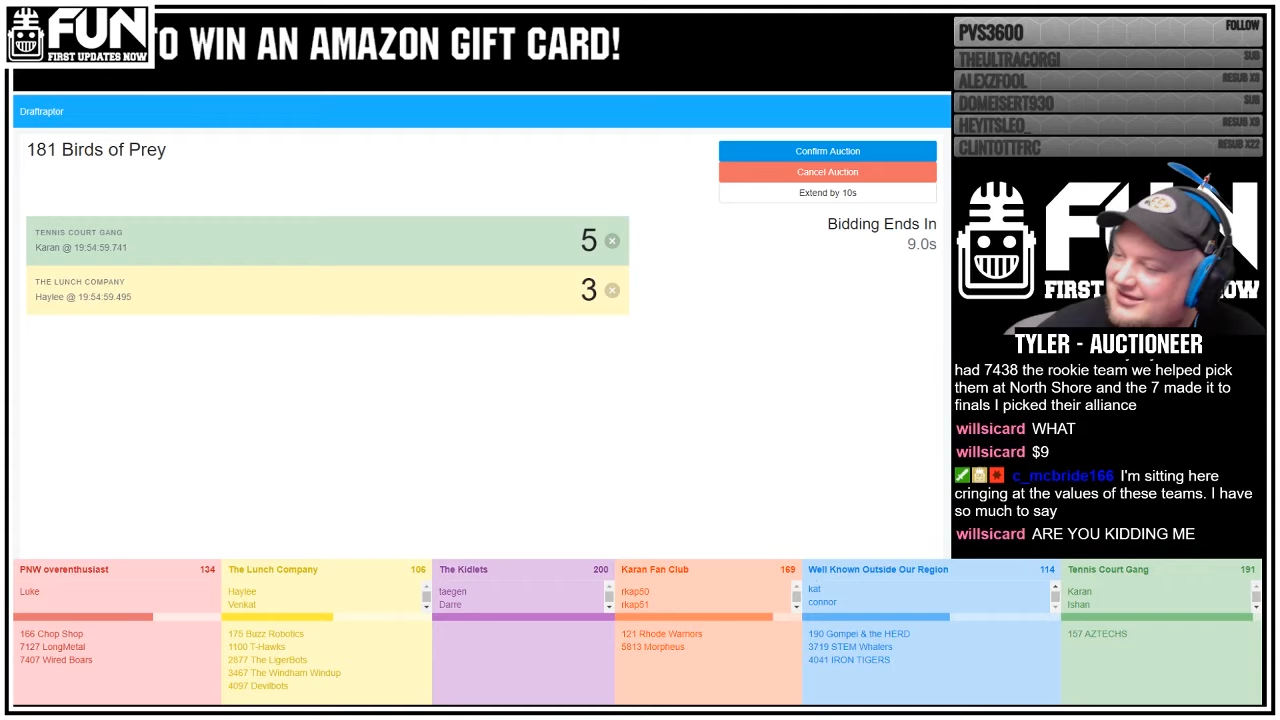 FUN
FIRST UPDATES NOW
TO WIN AN AMAZON GIFT CARD!
PVS3600 FOLLOW
THEULTRACORGI SUB
ALEXZFOOL RESUB X8
DOMEISERT930 SUB
HEYITSLEO_ RESUB X9
CLINTOTTFRC RESUB X22
Draftraptor
181 Birds of Prey
Confirm Auction
Cancel Auction
Extend by 10s
TENNIS COURT GANG
Karan @ 19:54:59.741
5
THE LUNCH COMPANY
Haylee @ 19:54:59.495
3
Bidding Ends In
9.0s
FIRST
OW
TYLER - AUCTIONEER
had 7438 the rookie team we helped pick
them at North Shore and the 7 made it to
finals I picked their alliance
willsicard WHAT
willsicard $9
c_mcbride166 I'm sitting here
cringing at the values of these teams. I have
so much to say
willsicard ARE YOU KIDDING ME
PNW overenthusiast 134
Luke
166 Chop Shop
7127 LongMetal
7407 Wired Boars
The Lunch Company 106
Haylee
Venkat
175 Buzz Robotics
1100 T-Hawks
2877 The LigerBots
3467 The Windham Windup
4097 Devilbots
The Kidlets 200
taegen
Darre
Karan Fan Club 169
rkap50
rkap51
121 Rhode Warriors
5813 Morpheus
Well Known Outside Our Region 114
kat
connor
190 Gompei & the HERD
3719 STEM Whalers
4041 IRON TIGERS
Tennis Court Gang 191
Karan
Ishan
157 AZTECHS